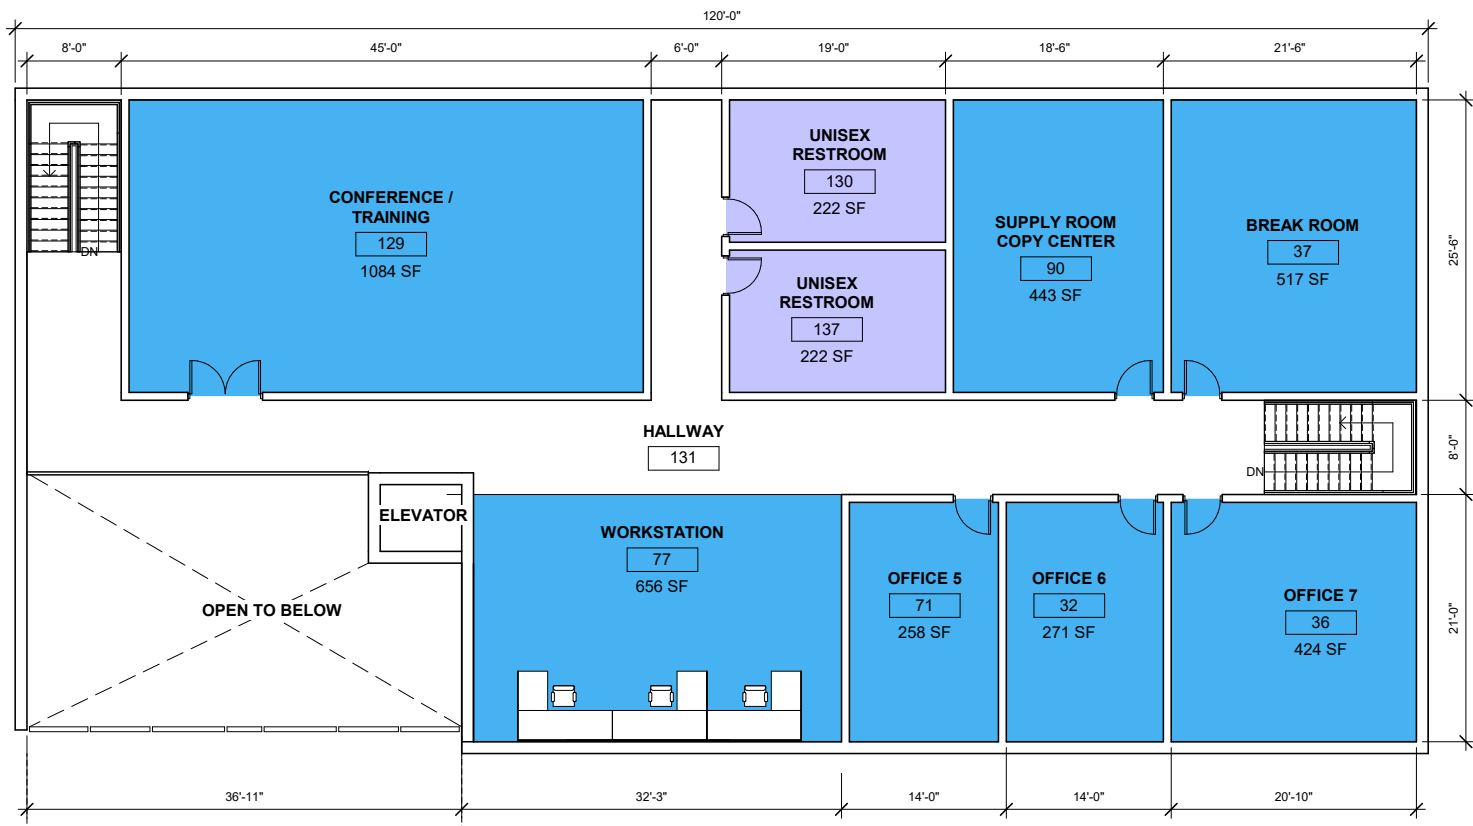 120'-0"
8'-0"
45'-0"
6'-0"
19'-0"
18'-6"
21'-6"
UNISEX
RESTROOM
130
222 SF
CONFERENCE /
TRAINING
129
1084 SF
SUPPLY ROOM
COPY CENTER
90
443 SF
BREAK ROOM
37
517 SF
25'-6"
DN
UNISEX
RESTROOM
137
222 SF
HALLWAY
131
8'-0"
DN
ELEVATOR
WORKSTATION
77
656 SF
OPEN TO BELOW
OFFICE 5
71
258 SF
OFFICE 6
32
271 SF
OFFICE 7
36
424 SF
21'-0"
36'-11"
32'-3"
14'-0"
14'-0"
20'-10"